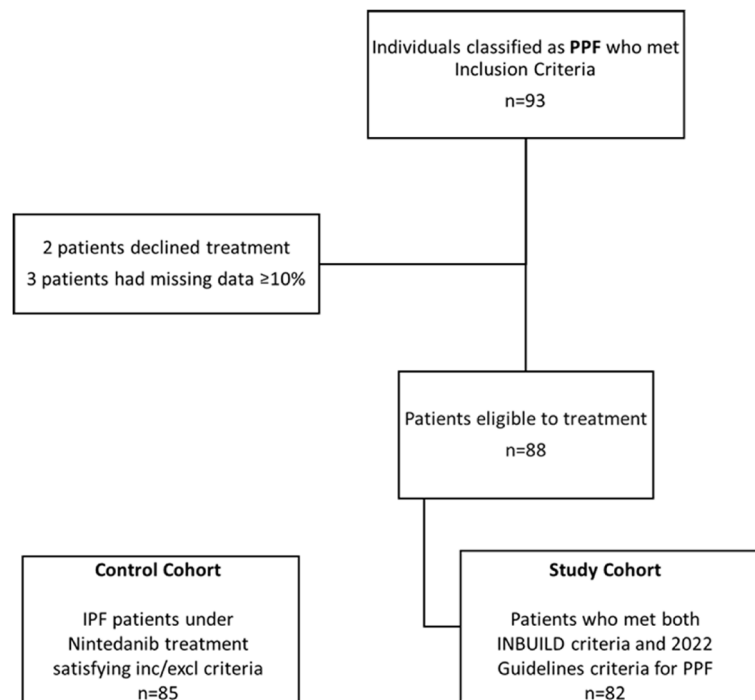 Individuals classified as PPF who met
Inclusion Criteria
n=93
2 patients declined treatment
3 patients had missing data ≥10%
Patients eligible to treatment
n=88
Control Cohort
IPF patients under
Nintedanib treatment
satisfying inc/excl criteria
n=85
Study Cohort
Patients who met both
INBUILD criteria and 2022
Guidelines criteria for PPF
n=82